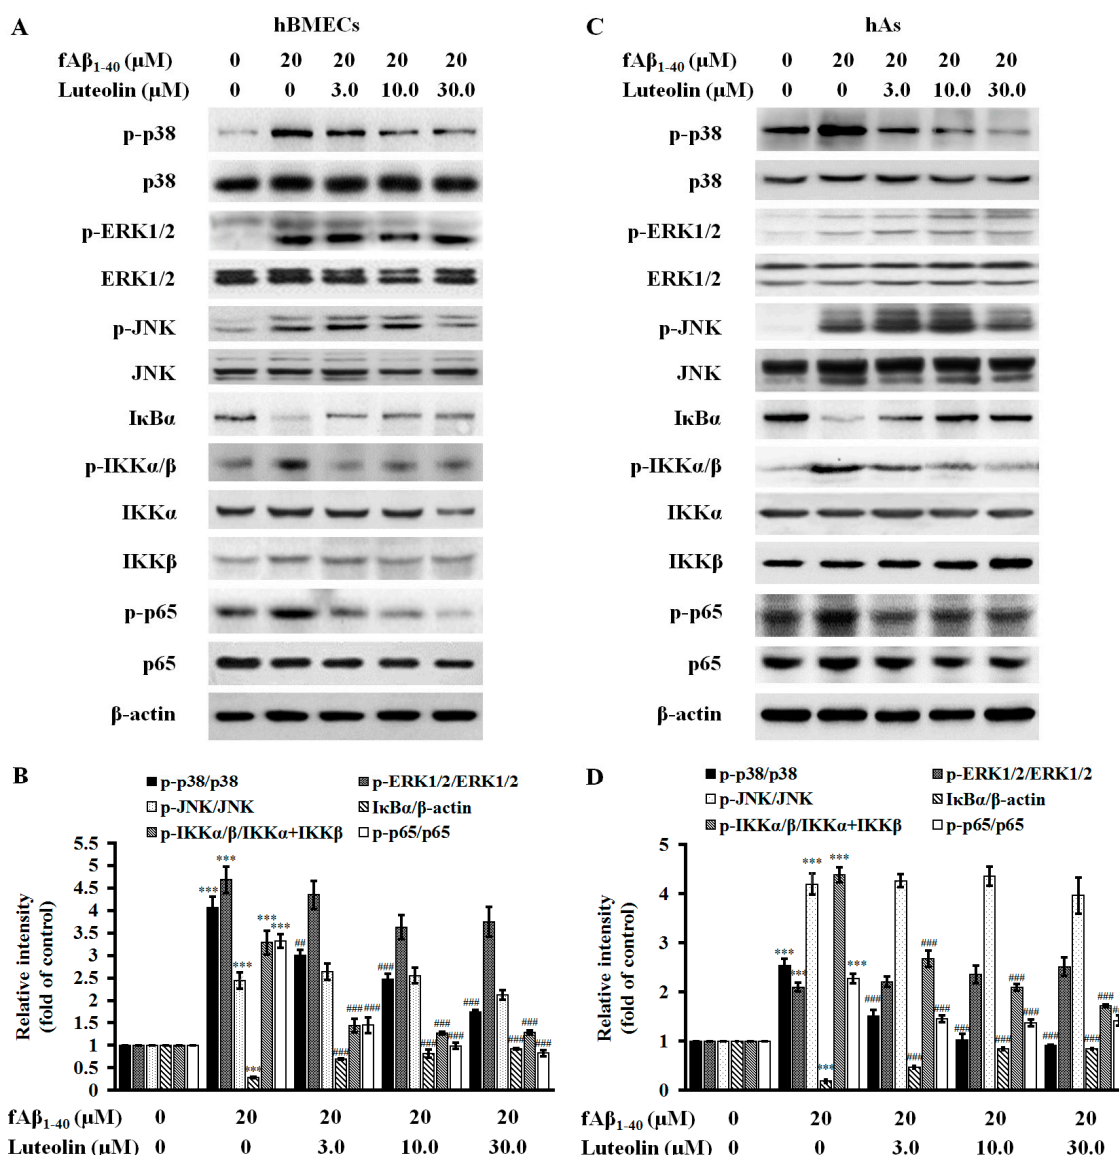 A
hBMECs
fAβ1-40 (μM) 0 20 20 20 20
Luteolin (μM) 0 0 3.0 10.0 30.0
p-p38
p38
p-ERK1/2
ERK1/2
p-JNK
JNK
IκBα
p-IKKα/β
IKKα
IKKβ
p-p65
p65
β-actin
C
hAs
fAβ1-40 (μM) 0 20 20 20 20
Luteolin (μM) 0 0 3.0 10.0 30.0
p-p38
p38
p-ERK1/2
ERK1/2
p-JNK
JNK
IκBα
p-IKKα/β
IKKα
IKKβ
p-p65
p65
β-actin
B
p-p38/p38 p-ERK1/2/ERK1/2
p-JNK/JNK IκBα/β-actin
p-IKKα/β/IKKα+IKKβ p-p65/p65
Relative intensity
(fold of control)
5.5
5
4.5
4
3.5
3
2.5
2
1.5
1
0.5
0
*** *** *** *** *** ***
## ### ### ###
### ### ### ###
### ### ### ###
fAβ1-40 (μM) 0 20 20 20 20
Luteolin (μM) 0 0 3.0 10.0 30.0
D
p-p38/p38 p-ERK1/2/ERK1/2
p-JNK/JNK IκBα/β-actin
p-IKKα/β/IKKα+IKKβ p-p65/p65
Relative intensity
(fold of control)
5
4
3
2
1
0
*** *** *** *** *** ***
### ### ### ###
### ### ### ###
### ### ###
fAβ1-40 (μM) 0 20 20 20 20
Luteolin (μM) 0 0 3.0 10.0 30.0